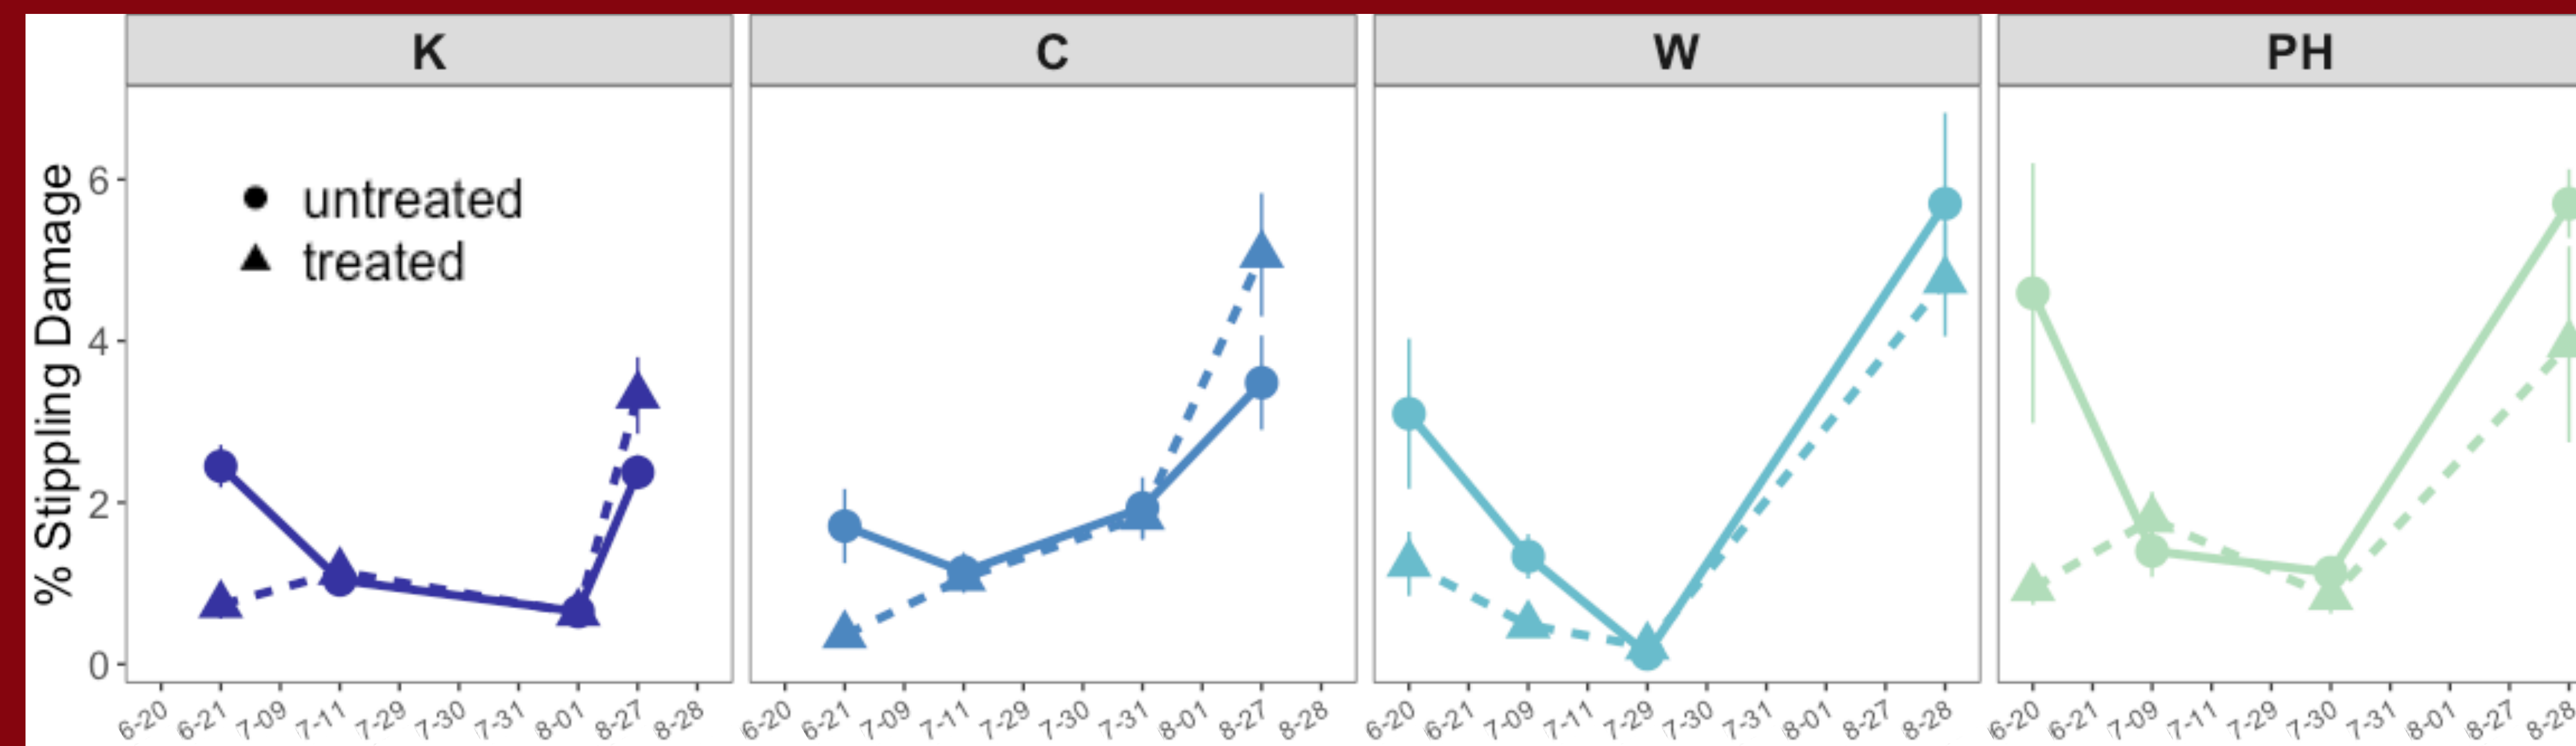 K
C
W
PH
% Stippling Damage
6
4
2
0
untreated
treated
6-20 6-21 7-09 7-11 7-29 7-30 7-31 8-01 8-27 8-28
6-20 6-21 7-09 7-11 7-29 7-30 7-31 8-01 8-27 8-28
6-20 6-21 7-09 7-11 7-29 7-30 7-31 8-01 8-27 8-28
6-20 6-21 7-09 7-11 7-29 7-30 7-31 8-01 8-27 8-28